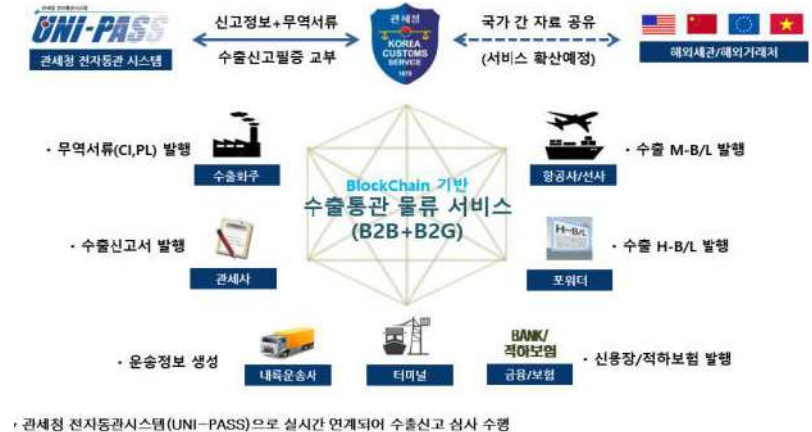 UNI-PASS
관세청 전자통관 시스템
신고정보+무역서류
수출신고필증 교부
관세청
KOREA
CUSTOMS
SERVICE
1970
국가 간 자료 공유
(서비스 확산예정)
해외세관/해외거래처
· 무역서류(CI,PL) 발행
수출화주
항공사/선사
· 수출 M-B/L 발행
BlockChain 기반
수출통관 물류 서비스
(B2B+B2G)
· 수출신고서 발행
관세사
H-B/L
포워더
· 수출 H-B/L 발행
· 운송정보 생성
내륙운송사
터미널
BANK/
적하보험
금융/보험
· 신용장/적하보험 발행
· 관세청 전자통관시스템(UNI-PASS)으로 실시간 연계되어 수출신고 심사 수행